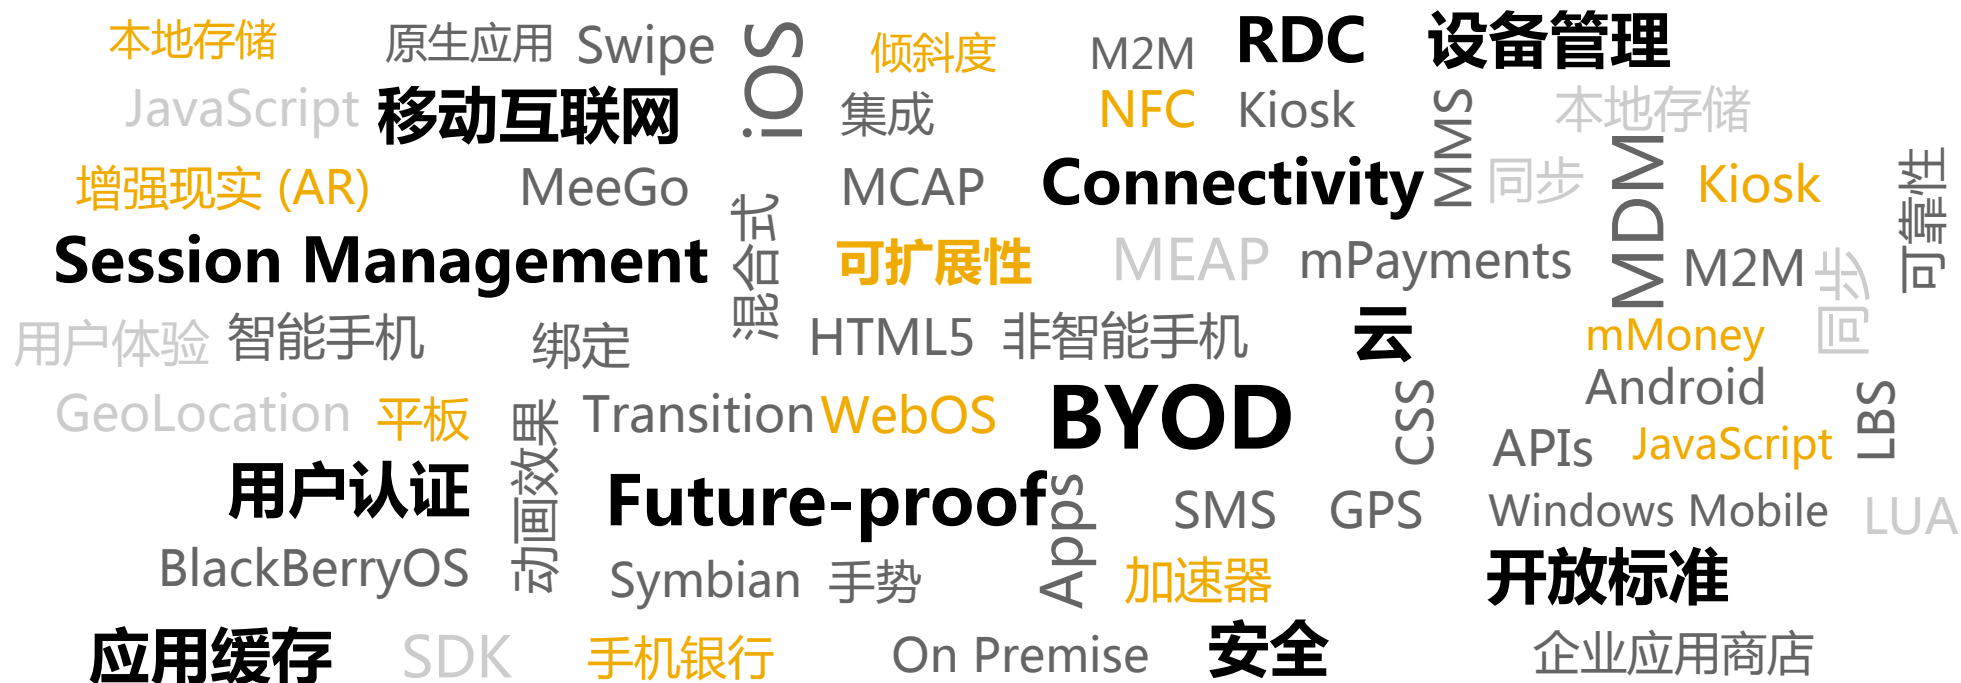 本地存储
原生应用
Swipe
iOS
倾斜度
M2M
RDC
设备管理
JavaScript
移动互联网
集成
NFC
Kiosk
MMS
本地存储
增强现实 (AR)
MeeGo
混合式
MCAP
Connectivity
同步
MDM
Kiosk
可靠性
Session Management
可扩展性
MEAP
mPayments
M2M
同步
用户体验
智能手机
绑定
HTML5
非智能手机
云
mMoney
GeoLocation
平板
动画效果
Transition
WebOS
BYOD
CSS
Android
LBS
APIs
JavaScript
用户认证
Future-proof
Apps
SMS
GPS
Windows Mobile
LUA
BlackBerryOS
Symbian
手势
加速器
开放标准
应用缓存
SDK
手机银行
On Premise
安全
企业应用商店